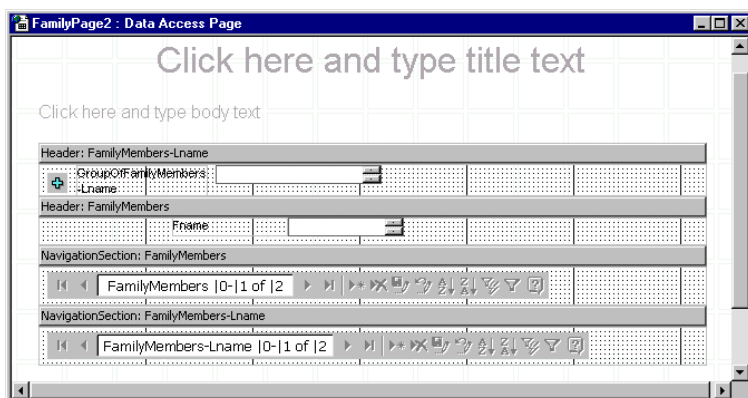 FamilyPage2 : Data Access Page
Click here and type title text
Click here and type body text
Header: FamilyMembers-Lname
GroupOfFamilyMembers
-Lname
Header: FamilyMembers
Fname
NavigationSection: FamilyMembers
FamilyMembers |0-|1 of |2
NavigationSection: FamilyMembers-Lname
FamilyMembers-Lname |0-|1 of |2